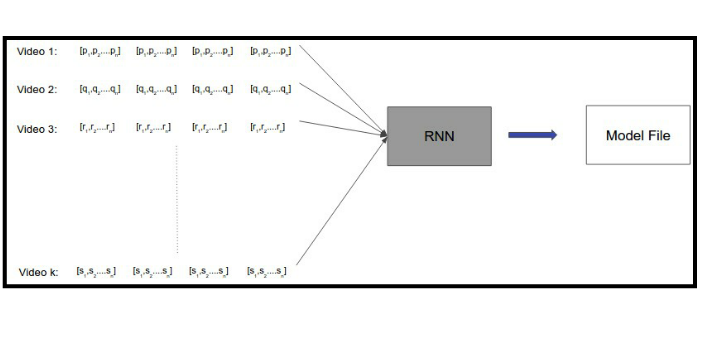 Video 1: [p₁,p₂....pₙ] [p₁,p₂....pₙ] [p₁,p₂....pₙ] [p₁,p₂....pₙ]
Video 2: [q₁,q₂....qₙ] [q₁,q₂....qₙ] [q₁,q₂....qₙ] [q₁,q₂....qₙ]
Video 3: [r₁,r₂....rₙ] [r₁,r₂....rₙ] [r₁,r₂....rₙ] [r₁,r₂....rₙ]
RNN
Model File
Video k: [s₁,s₂....sₙ] [s₁,s₂....sₙ] [s₁,s₂....sₙ] [s₁,s₂....sₙ]